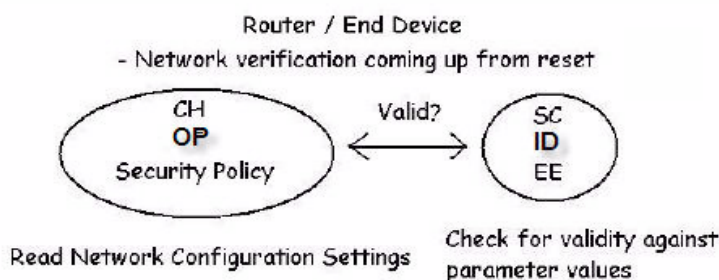 Router / End Device
- Network verification coming up from reset
CH
OP
Security Policy
Valid?
SC
ID
EE
Read Network Configuration Settings
Check for validity against
parameter values